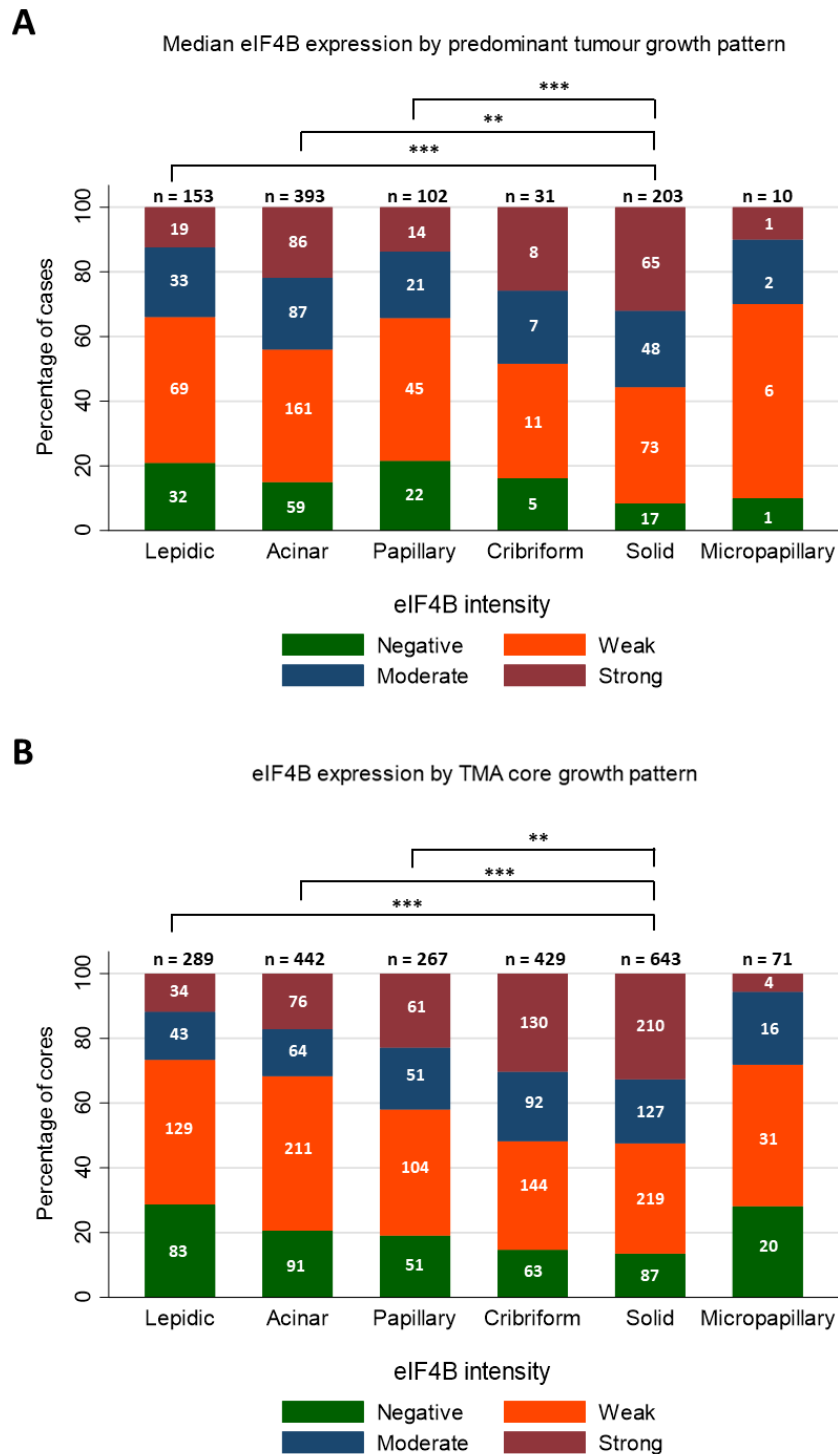 A
Median eIF4B expression by predominant tumour growth pattern
***
**
***
n = 153 n = 393 n = 102 n = 31 n = 203 n = 10
Percentage of cases
100
80
60
40
20
0
19 86 14 8 65 1
33 87 21 7 48 2
69 161 45 11 73 6
32 59 22 5 17 1
Lepidic Acinar Papillary Cribriform Solid Micropapillary
eIF4B intensity
Negative Weak
Moderate Strong
B
eIF4B expression by TMA core growth pattern
**
***
***
n = 289 n = 442 n = 267 n = 429 n = 643 n = 71
Percentage of cores
100
80
60
40
20
0
34 76 61 130 210 4
43 64 51 92 127 16
129 211 104 144 219 31
83 91 51 63 87 20
Lepidic Acinar Papillary Cribriform Solid Micropapillary
eIF4B intensity
Negative Weak
Moderate Strong